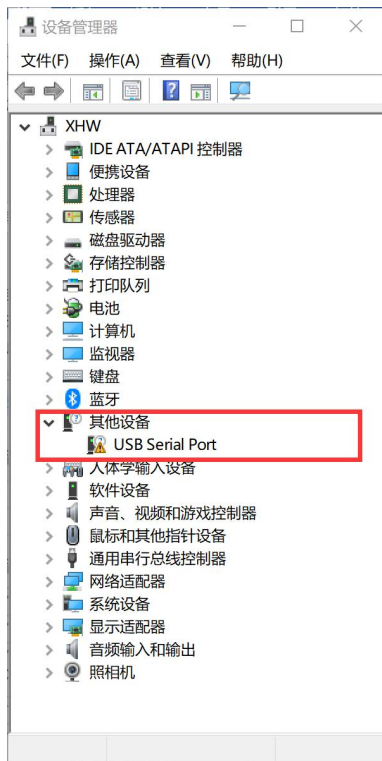 设备管理器
文件(F) 操作(A) 查看(V) 帮助(H)
XHW
IDE ATA/ATAPI 控制器
便携设备
处理器
传感器
磁盘驱动器
存储控制器
打印队列
电池
计算机
监视器
键盘
蓝牙
其他设备
USB Serial Port
人体学输入设备
软件设备
声音、视频和游戏控制器
鼠标和其他指针设备
通用串行总线控制器
网络适配器
系统设备
显示适配器
音频输入和输出
照相机